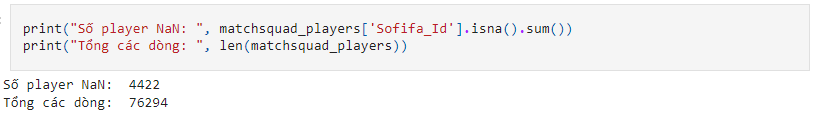 print("Số player NaN: ", matchsquad_players['Sofifa_Id'].isna().sum())
print("Tổng các dòng: ", len(matchsquad_players))
Số player NaN:  4422
Tổng các dòng:  76294